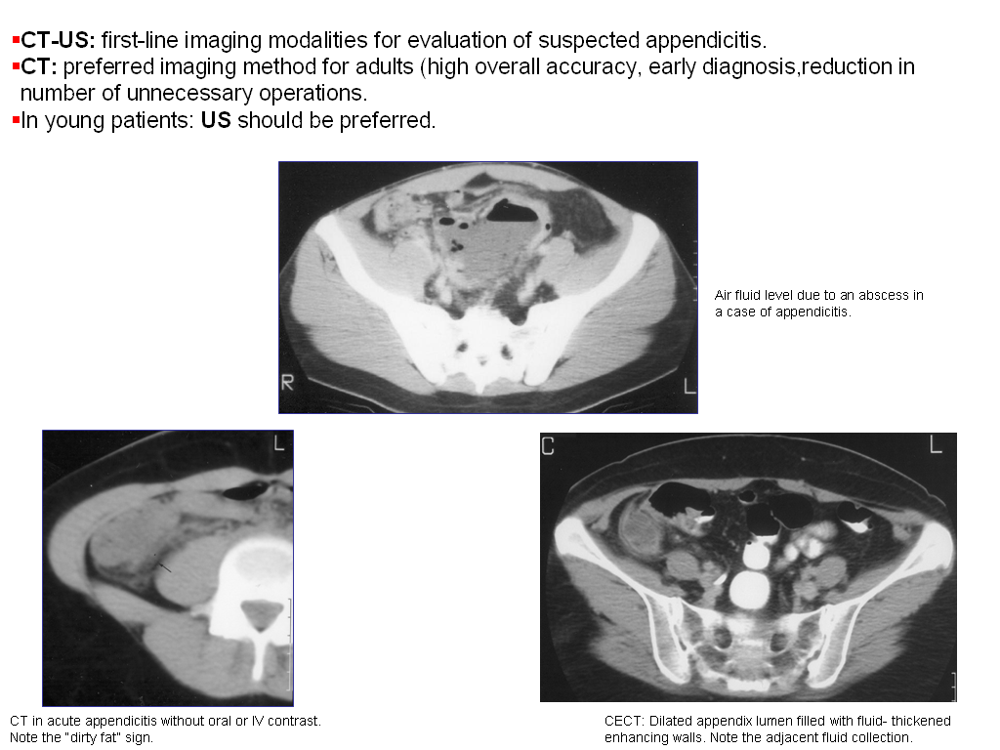 ▪CT-US: first-line imaging modalities for evaluation of suspected appendicitis.
▪CT: preferred imaging method for adults (high overall accuracy, early diagnosis,reduction in
number of unnecessary operations.
▪In young patients: US should be preferred.
R
L
Air fluid level due to an abscess in
a case of appendicitis.
L
C
L
CT in acute appendicitis without oral or IV contrast.
Note the "dirty fat" sign.
CECT: Dilated appendix lumen filled with fluid- thickened
enhancing walls. Note the adjacent fluid collection.